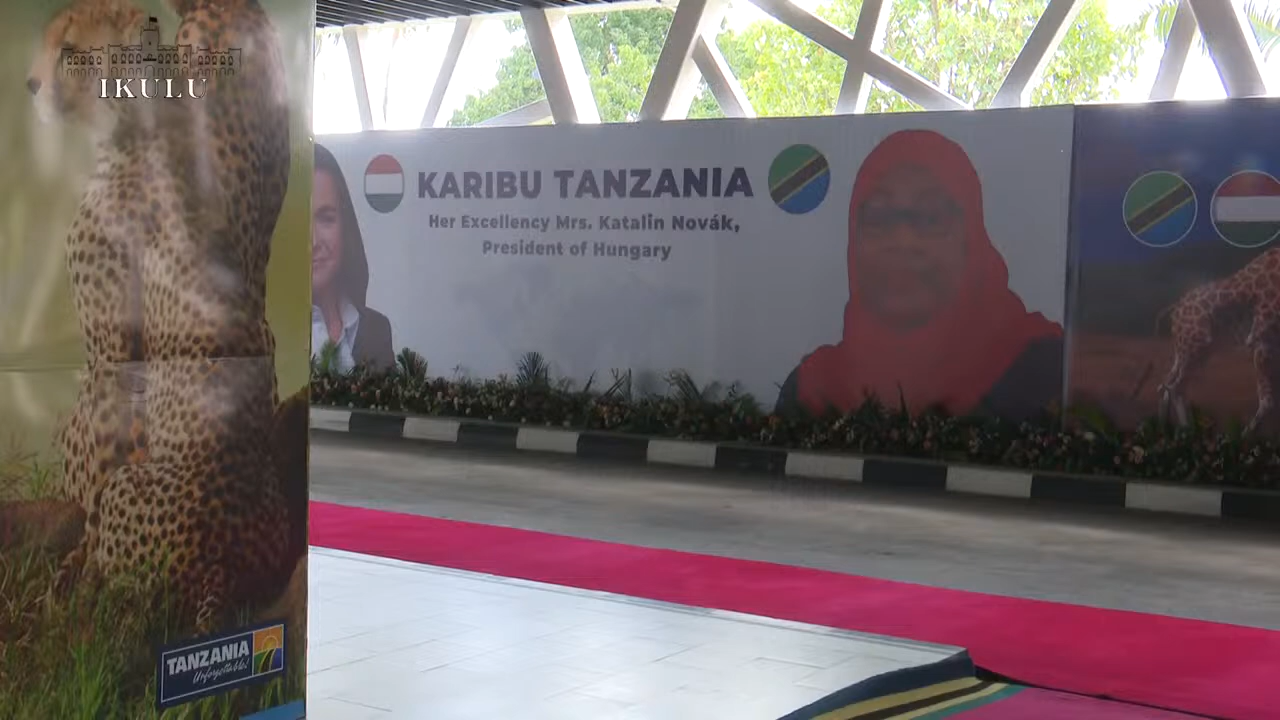 IKULU
KARIBU TANZANIA
Her Excellency Mrs. Katalin Novák,
President of Hungary
TANZANIA
Unforgettable!